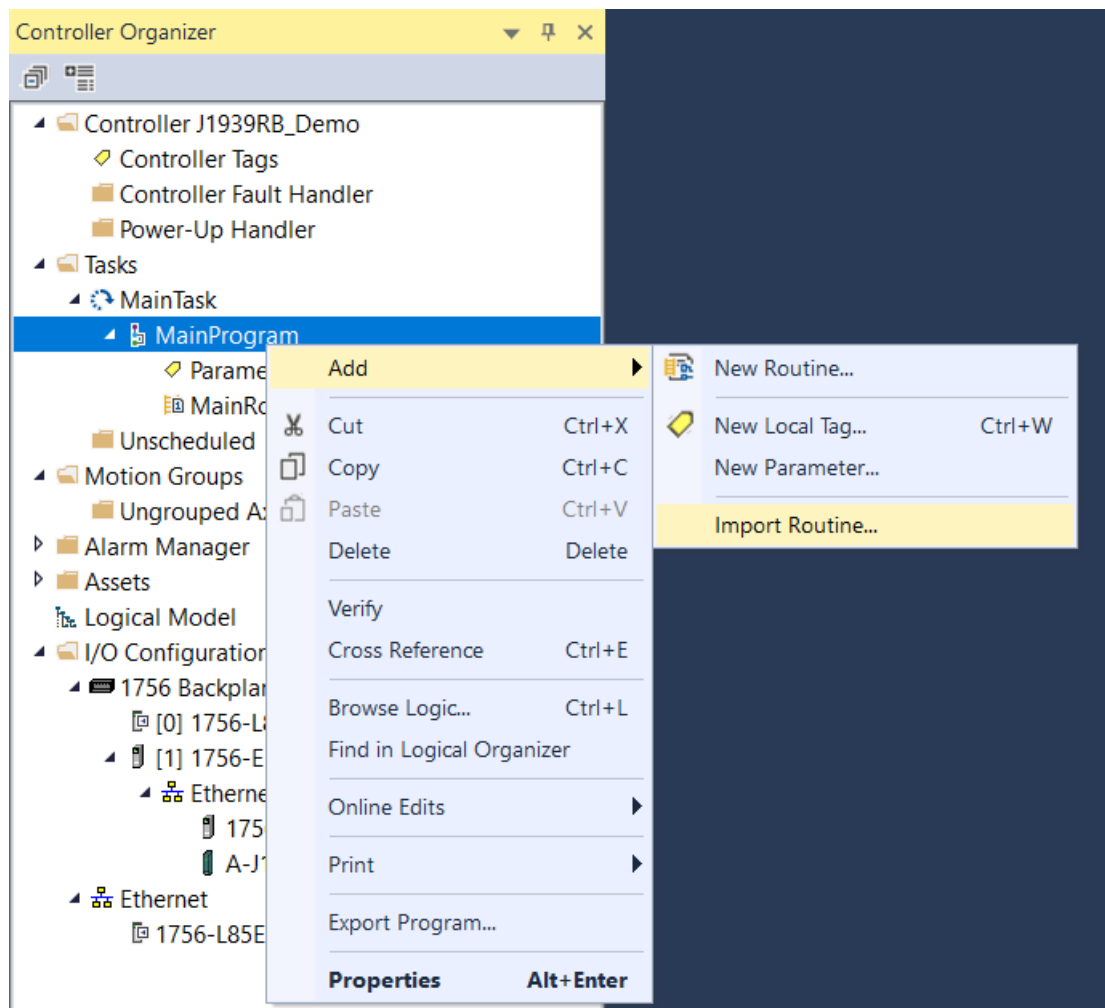 Controller Organizer
Controller J1939RB_Demo
Controller Tags
Controller Fault Handler
Power-Up Handler
Tasks
MainTask
MainProgram
Parame
MainRo
Unscheduled
Motion Groups
Ungrouped Ax
Alarm Manager
Assets
Logical Model
I/O Configuration
1756 Backplan
[0] 1756-L8
[1] 1756-E
Etherne
175
A-J1
Ethernet
1756-L85E
Add
Cut Ctrl+X
Copy Ctrl+C
Paste Ctrl+V
Delete Delete
Verify
Cross Reference Ctrl+E
Browse Logic... Ctrl+L
Find in Logical Organizer
Online Edits
Print
Export Program...
Properties Alt+Enter
New Routine...
New Local Tag... Ctrl+W
New Parameter...
Import Routine...